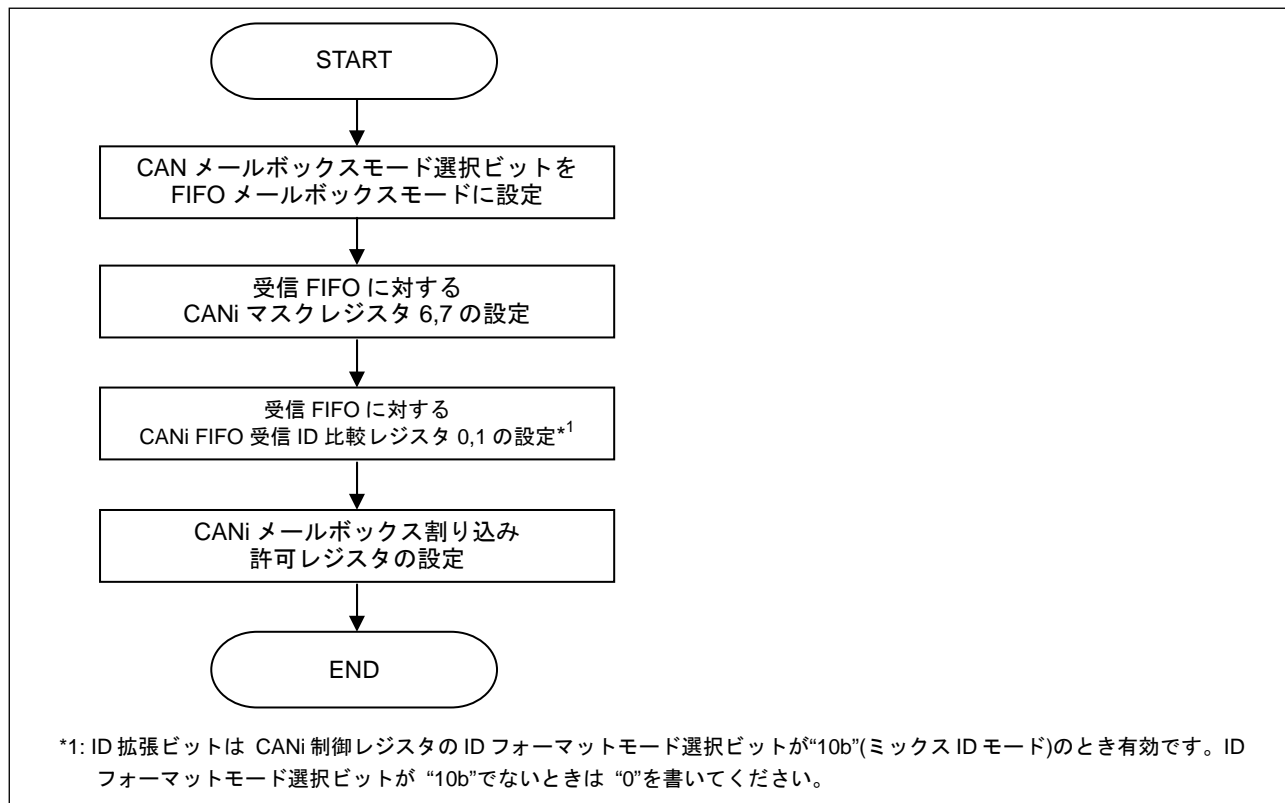 START
CAN メールボックスモード選択ビットを
FIFO メールボックスモードに設定
受信 FIFO に対する
CANi マスクレジスタ 6,7 の設定
受信 FIFO に対する
CANi FIFO 受信 ID 比較レジスタ 0,1 の設定*1
CANi メールボックス割り込み
許可レジスタの設定
END
*1: ID 拡張ビットは CANi 制御レジスタの ID フォーマットモード選択ビットが“10b”(ミックス ID モード)のとき有効です。ID
フォーマットモード選択ビットが “10b”でないときは “0”を書いてください。